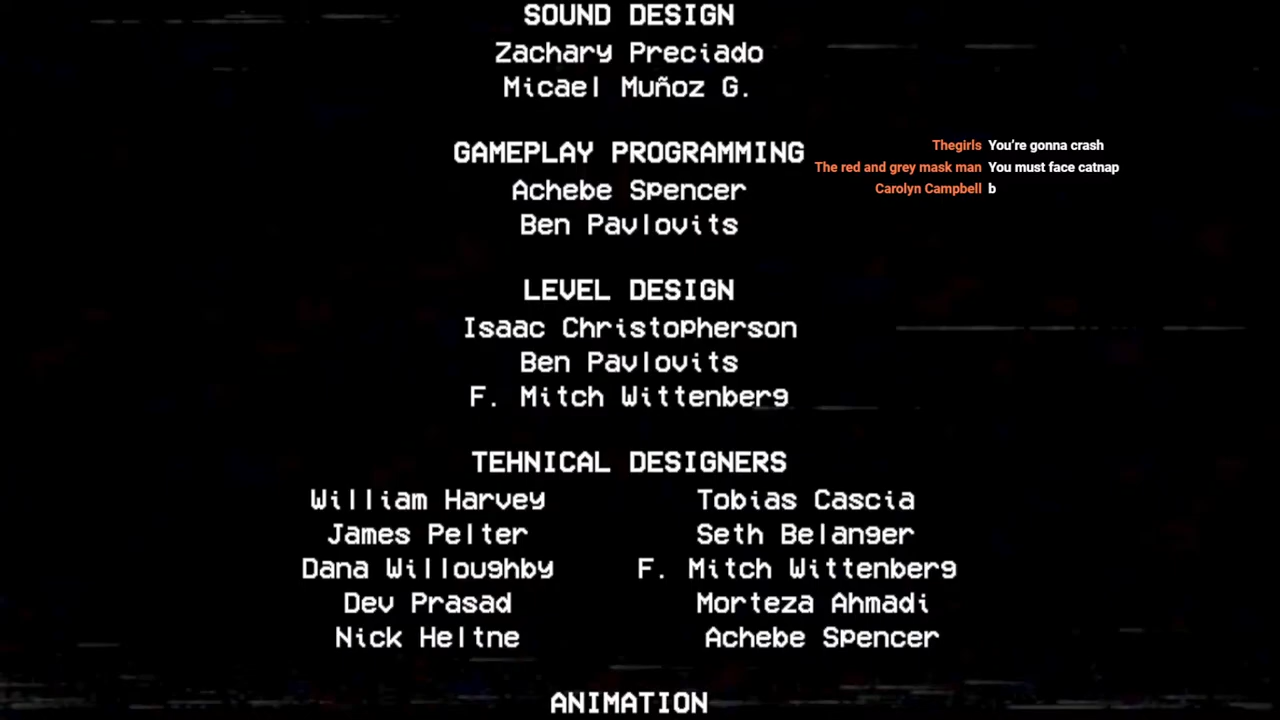 SOUND DESIGN
Zachary Preciado
Micael Muñoz G.
GAMEPLAY PROGRAMMING
Achebe Spencer
Ben Pavlovits
Thegirls You're gonna crash
The red and grey mask man You must face catnap
Carolyn Campbell b
LEVEL DESIGN
Isaac Christopherson
Ben Pavlovits
F. Mitch Wittenberg
TEHNICAL DESIGNERS
William Harvey Tobias Cascia
James Pelter Seth Belanger
Dana Willoughby F. Mitch Wittenberg
Dev Prasad Morteza Ahmadi
Nick Heltne Achebe Spencer
ANIMATION